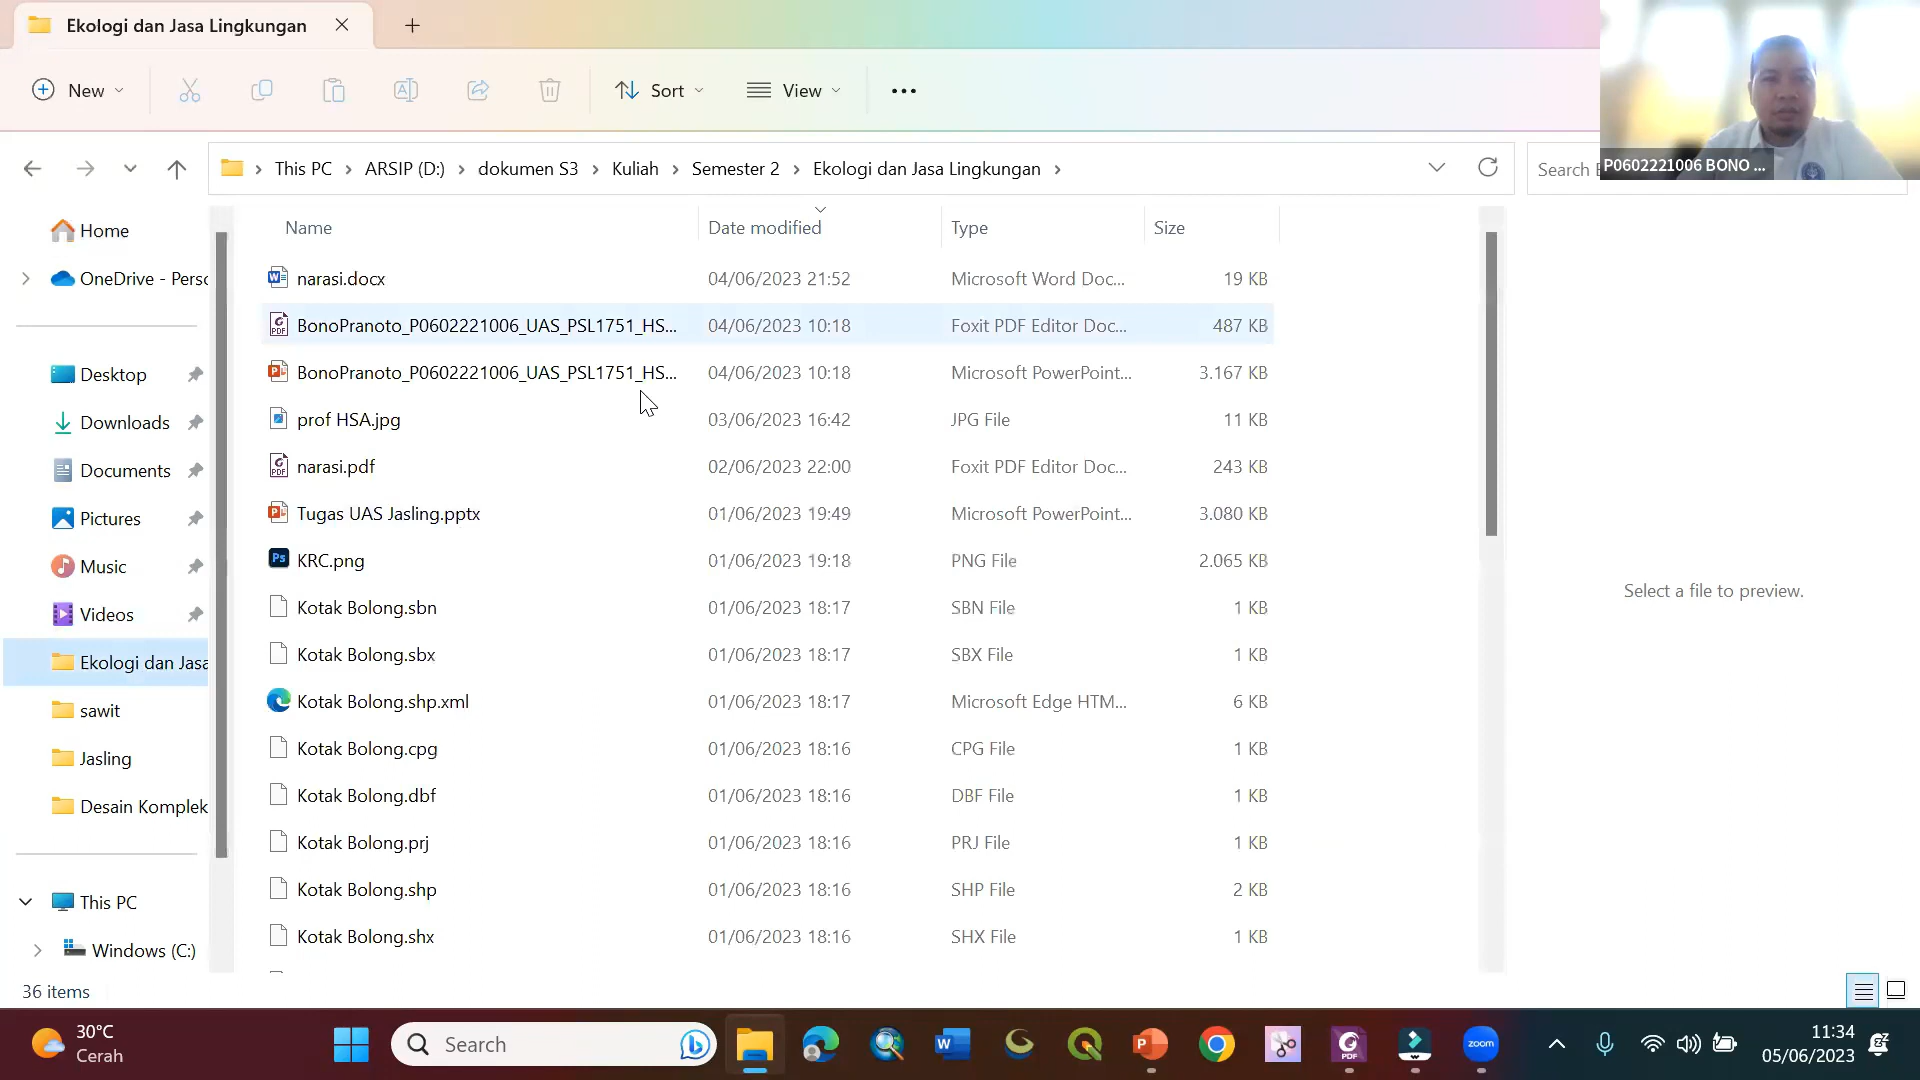 Ekologi dan Jasa Lingkungan
New
Sort
View
This PC
ARSIP (D:)
dokumen S3
Kuliah
Semester 2
Ekologi dan Jasa Lingkungan
Search
P0602221006 BONO ...
Home
OneDrive - Perso
Desktop
Downloads
Documents
Pictures
Music
Videos
Ekologi dan Jasa
sawit
Jasling
Desain Komplek
This PC
Windows (C:)
Name Date modified Type Size
narasi.docx 04/06/2023 21:52 Microsoft Word Doc... 19 KB
BonoPranoto_P0602221006_UAS_PSL1751_HS... 04/06/2023 10:18 Foxit PDF Editor Doc... 487 KB
BonoPranoto_P0602221006_UAS_PSL1751_HS... 04/06/2023 10:18 Microsoft PowerPoint... 3.167 KB
prof HSA.jpg 03/06/2023 16:42 JPG File 11 KB
narasi.pdf 02/06/2023 22:00 Foxit PDF Editor Doc... 243 KB
Tugas UAS Jasling.pptx 01/06/2023 19:49 Microsoft PowerPoint... 3.080 KB
KRC.png 01/06/2023 19:18 PNG File 2.065 KB
Kotak Bolong.sbn 01/06/2023 18:17 SBN File 1 KB
Kotak Bolong.sbx 01/06/2023 18:17 SBX File 1 KB
Kotak Bolong.shp.xml 01/06/2023 18:17 Microsoft Edge HTM... 6 KB
Kotak Bolong.cpg 01/06/2023 18:16 CPG File 1 KB
Kotak Bolong.dbf 01/06/2023 18:16 DBF File 1 KB
Kotak Bolong.prj 01/06/2023 18:16 PRJ File 1 KB
Kotak Bolong.shp 01/06/2023 18:16 SHP File 2 KB
Kotak Bolong.shx 01/06/2023 18:16 SHX File 1 KB
Select a file to preview.
36 items
30°C
Cerah
Search
zoom
11:34
05/06/2023